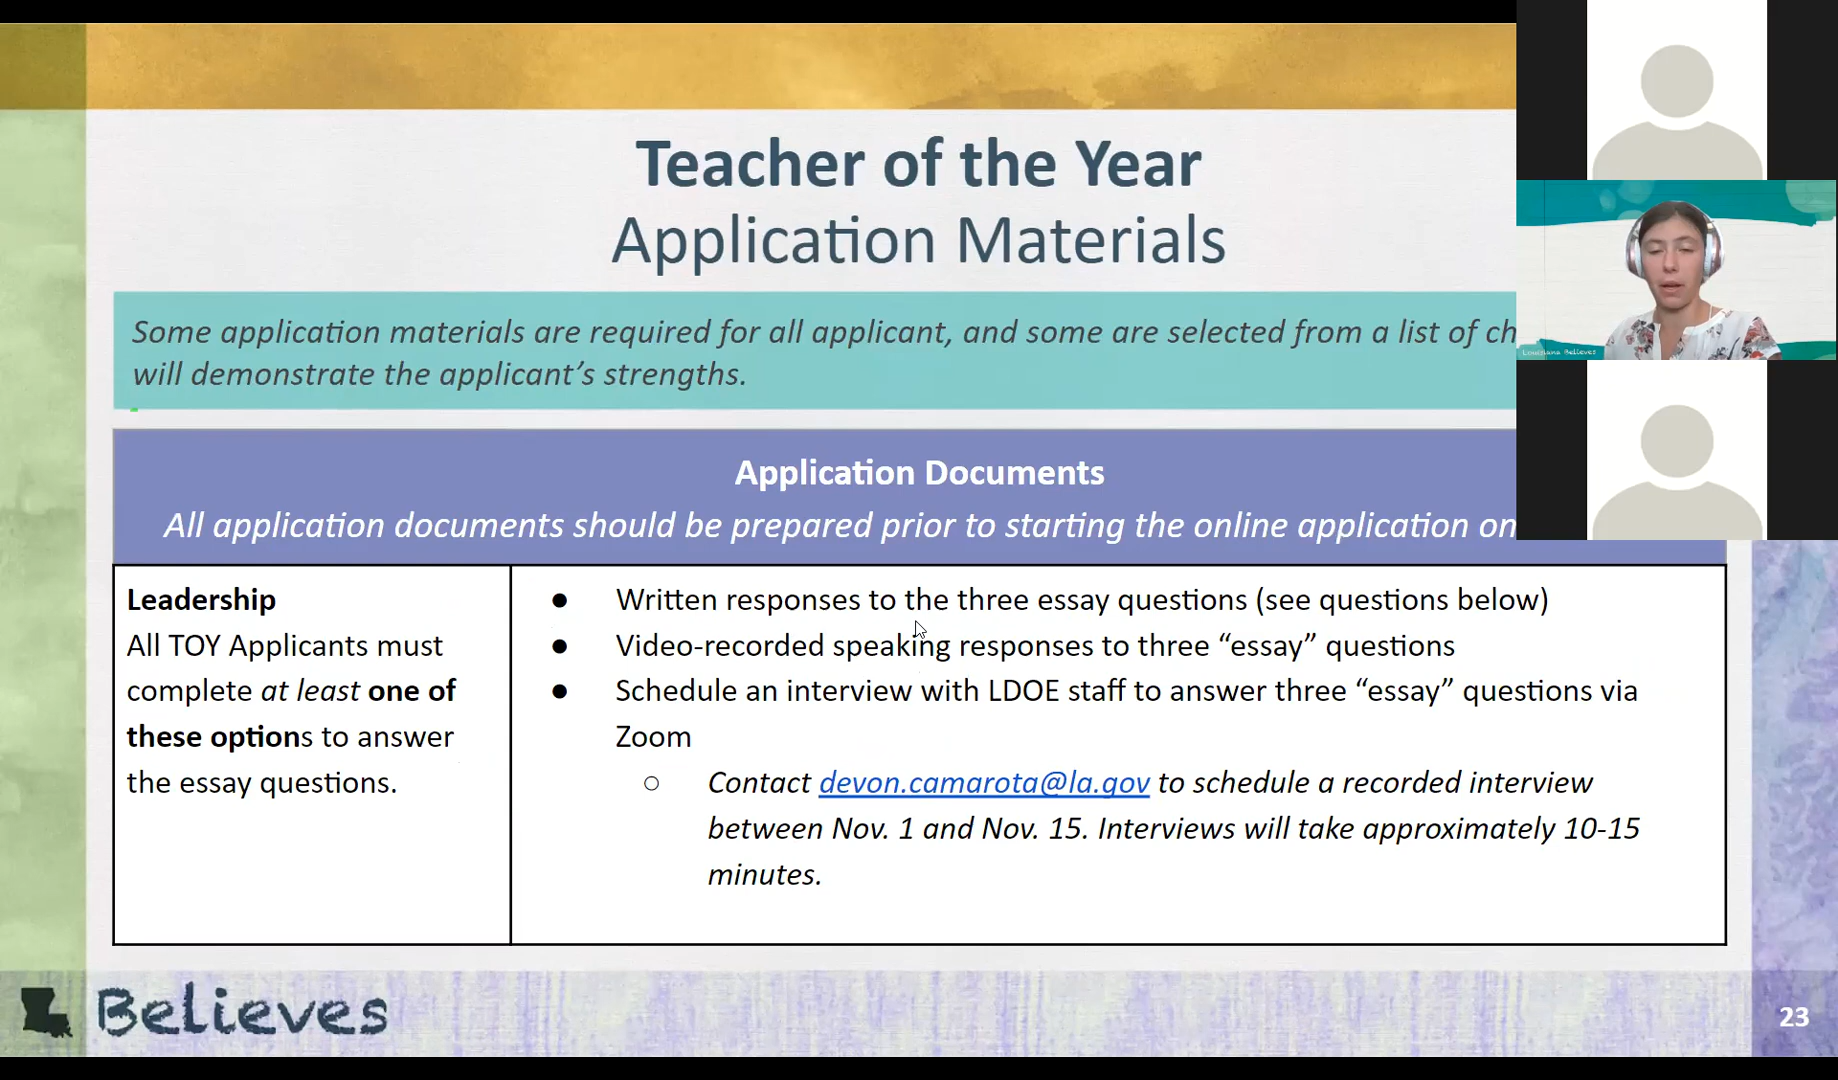 Teacher of the Year
Application Materials
Some application materials are required for all applicant, and some are selected from a list of ch
will demonstrate the applicant’s strengths.
Application Documents
All application documents should be prepared prior to starting the online application on
Leadership
All TOY Applicants must
complete at least one of
these options to answer
the essay questions.
● Written responses to the three essay questions (see questions below)
● Video-recorded speaking responses to three “essay” questions
● Schedule an interview with LDOE staff to answer three “essay” questions via
Zoom
○ Contact devon.camarota@la.gov to schedule a recorded interview
between Nov. 1 and Nov. 15. Interviews will take approximately 10-15
minutes.
Louisiana Believes
Believes
23